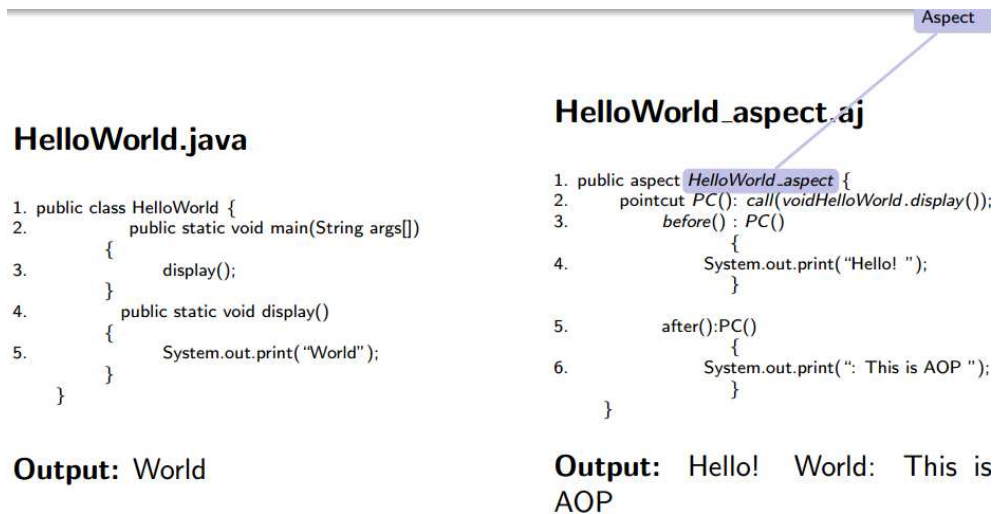 Aspect
HelloWorld.java
1. public class HelloWorld {
2. public static void main(String args[])
{
3. display();
}
4. public static void display()
{
5. System.out.print(“World”);
}
}
Output: World
HelloWorld_aspect.aj
1. public aspect HelloWorld_aspect {
2. pointcut PC(): call(voidHelloWorld.display());
3. before() : PC()
{
4. System.out.print(“Hello! ”);
}
5. after():PC()
{
6. System.out.print(“: This is AOP ”);
}
}
Output: Hello! World: This is
AOP